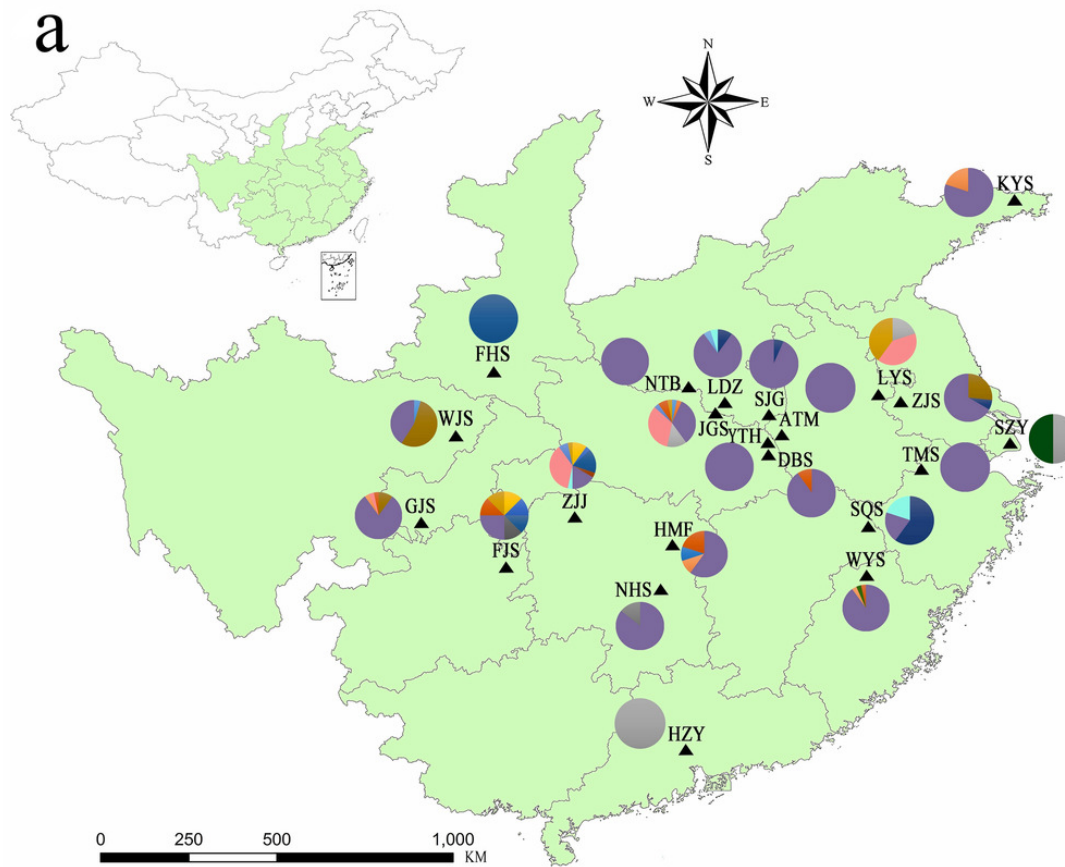 a
N
W
E
S
KYS
FHS
NTB
LDZ
SJG
LYS
ZJS
WJS
JGS
YTH
ATM
SZY
DBS
TMS
ZJJ
GJS
FJS
HMF
SQS
WYS
NHS
HZY
0
250
500
1,000
KM